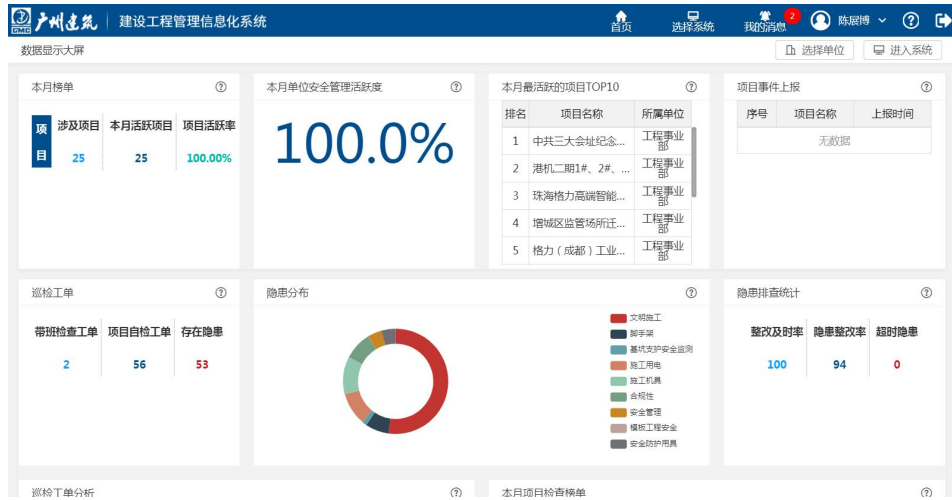 GMC 广州建筑 建设工程管理信息化系统 首页 选择系统 我的消息 2 陈展博
数据显示大屏 选择单位 进入系统
本月榜单
项目
涉及项目 本月活跃项目 项目活跃率
25 25 100.00%
本月单位安全管理活跃度
100.0%
本月最活跃的项目TOP10
排名 项目名称 所属单位
1 中共三大会址纪念... 工程事业部
2 港机二期1#、2#、... 工程事业部
3 珠海格力高端智能... 工程事业部
4 增城区监管场所迁... 工程事业部
5 格力（成都）工业... 工程事业部
项目事件上报
序号 项目名称 上报时间
无数据
巡检工单
带班检查工单 项目自检工单 存在隐患
2 56 53
隐患分布
文明施工
脚手架
基坑支护安全监测
施工用电
施工机具
合规性
安全管理
模板工程安全
安全防护用具
隐患排查统计
整改及时率 隐患整改率 超时隐患
100 94 0
巡检工单分析
本月项目检查榜单